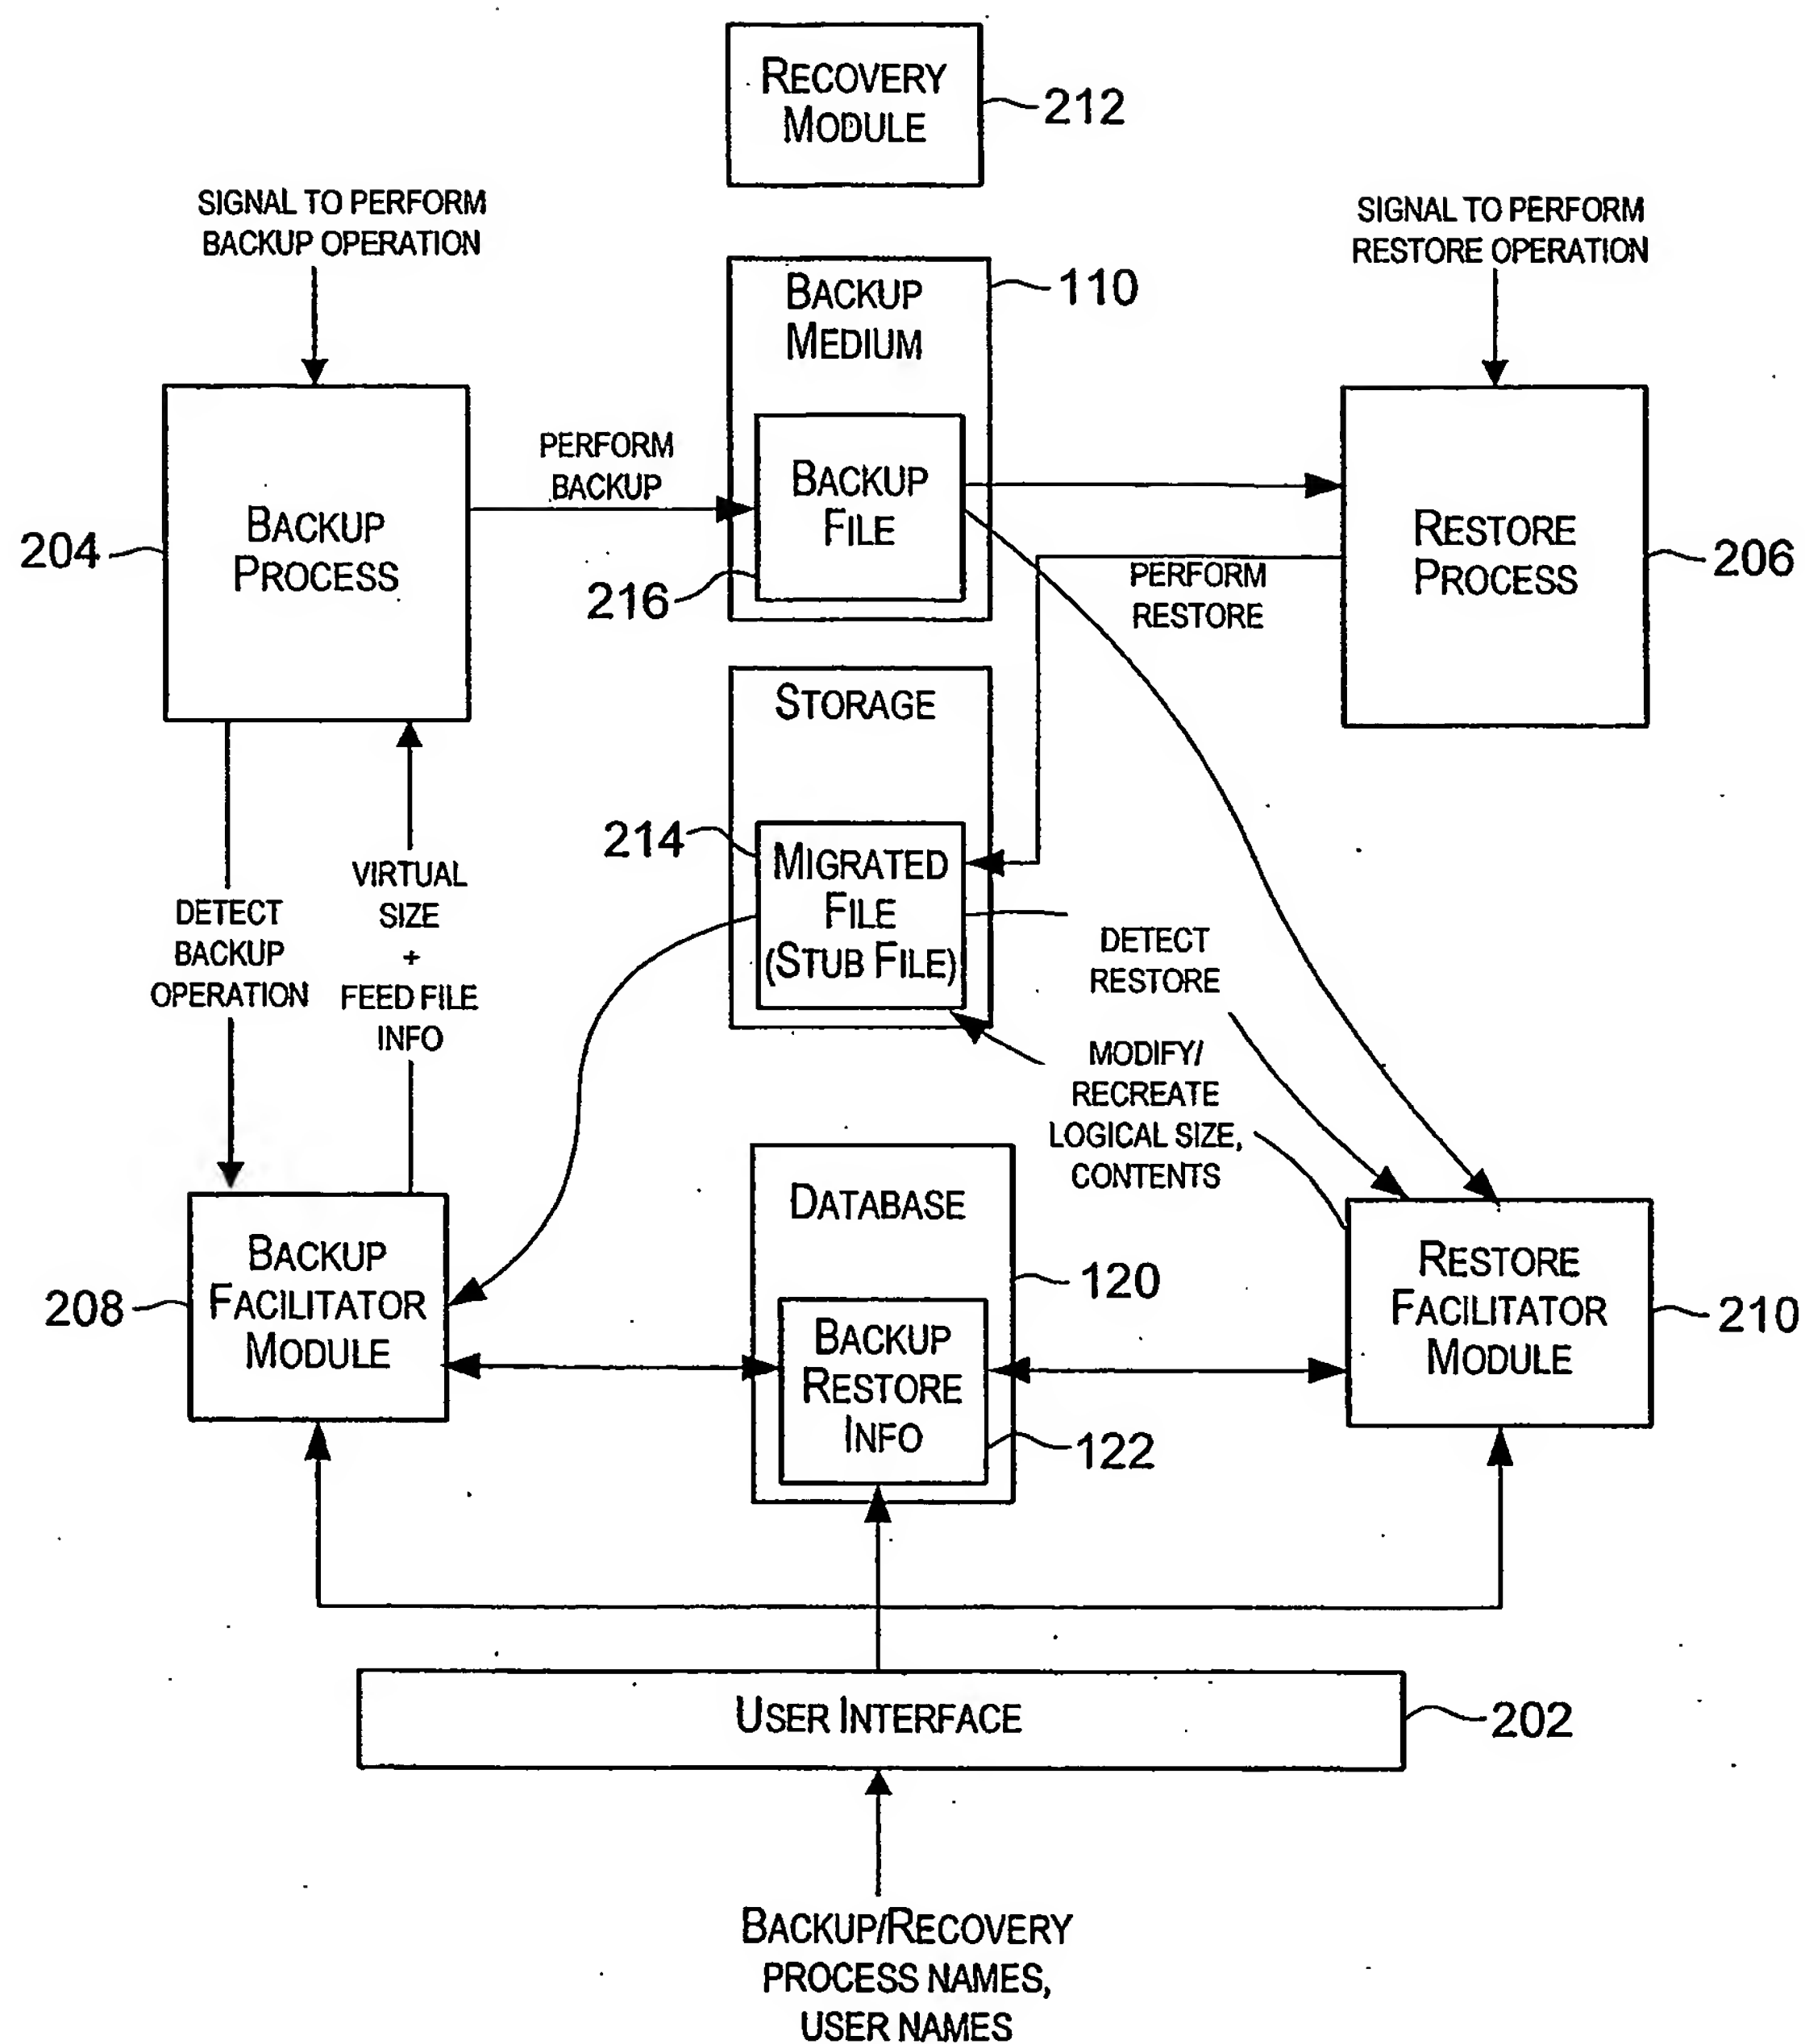 RECOVERY
MODULE
212
SIGNAL TO PERFORM
BACKUP OPERATION
SIGNAL TO PERFORM
RESTORE OPERATION
BACKUP
MEDIUM
110
PERFORM
BACKUP
BACKUP
FILE
216
204
BACKUP
PROCESS
RESTORE
PROCESS
206
PERFORM
RESTORE
STORAGE
214
MIGRATED
FILE
(STUB FILE)
DETECT
BACKUP
OPERATION
VIRTUAL
SIZE
+
FEED FILE
INFO
DETECT
RESTORE
MODIFY/
RECREATE
LOGICAL SIZE,
CONTENTS
DATABASE
120
208
BACKUP
FACILITATOR
MODULE
BACKUP
RESTORE
INFO
122
RESTORE
FACILITATOR
MODULE
210
USER INTERFACE
202
BACKUP/RECOVERY
PROCESS NAMES,
USER NAMES